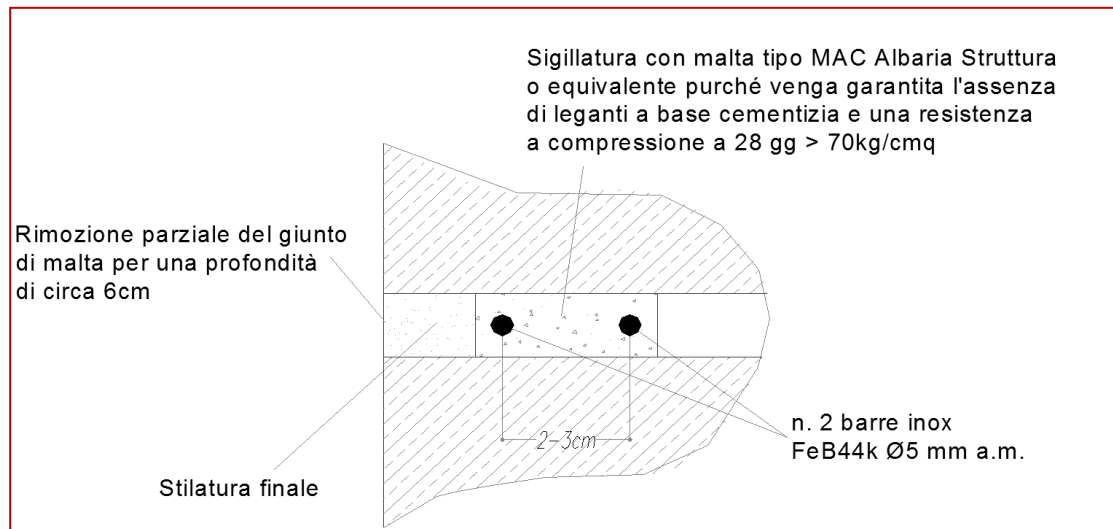 Sigillatura con malta tipo MAC Albaria Struttura
o equivalente purché venga garantita l'assenza
di leganti a base cementizia e una resistenza
a compressione a 28 gg > 70kg/cmq
Rimozione parziale del giunto
di malta per una profondità
di circa 6cm
2-3cm
n. 2 barre inox
FeB44k Ø5 mm a.m.
Stilatura finale